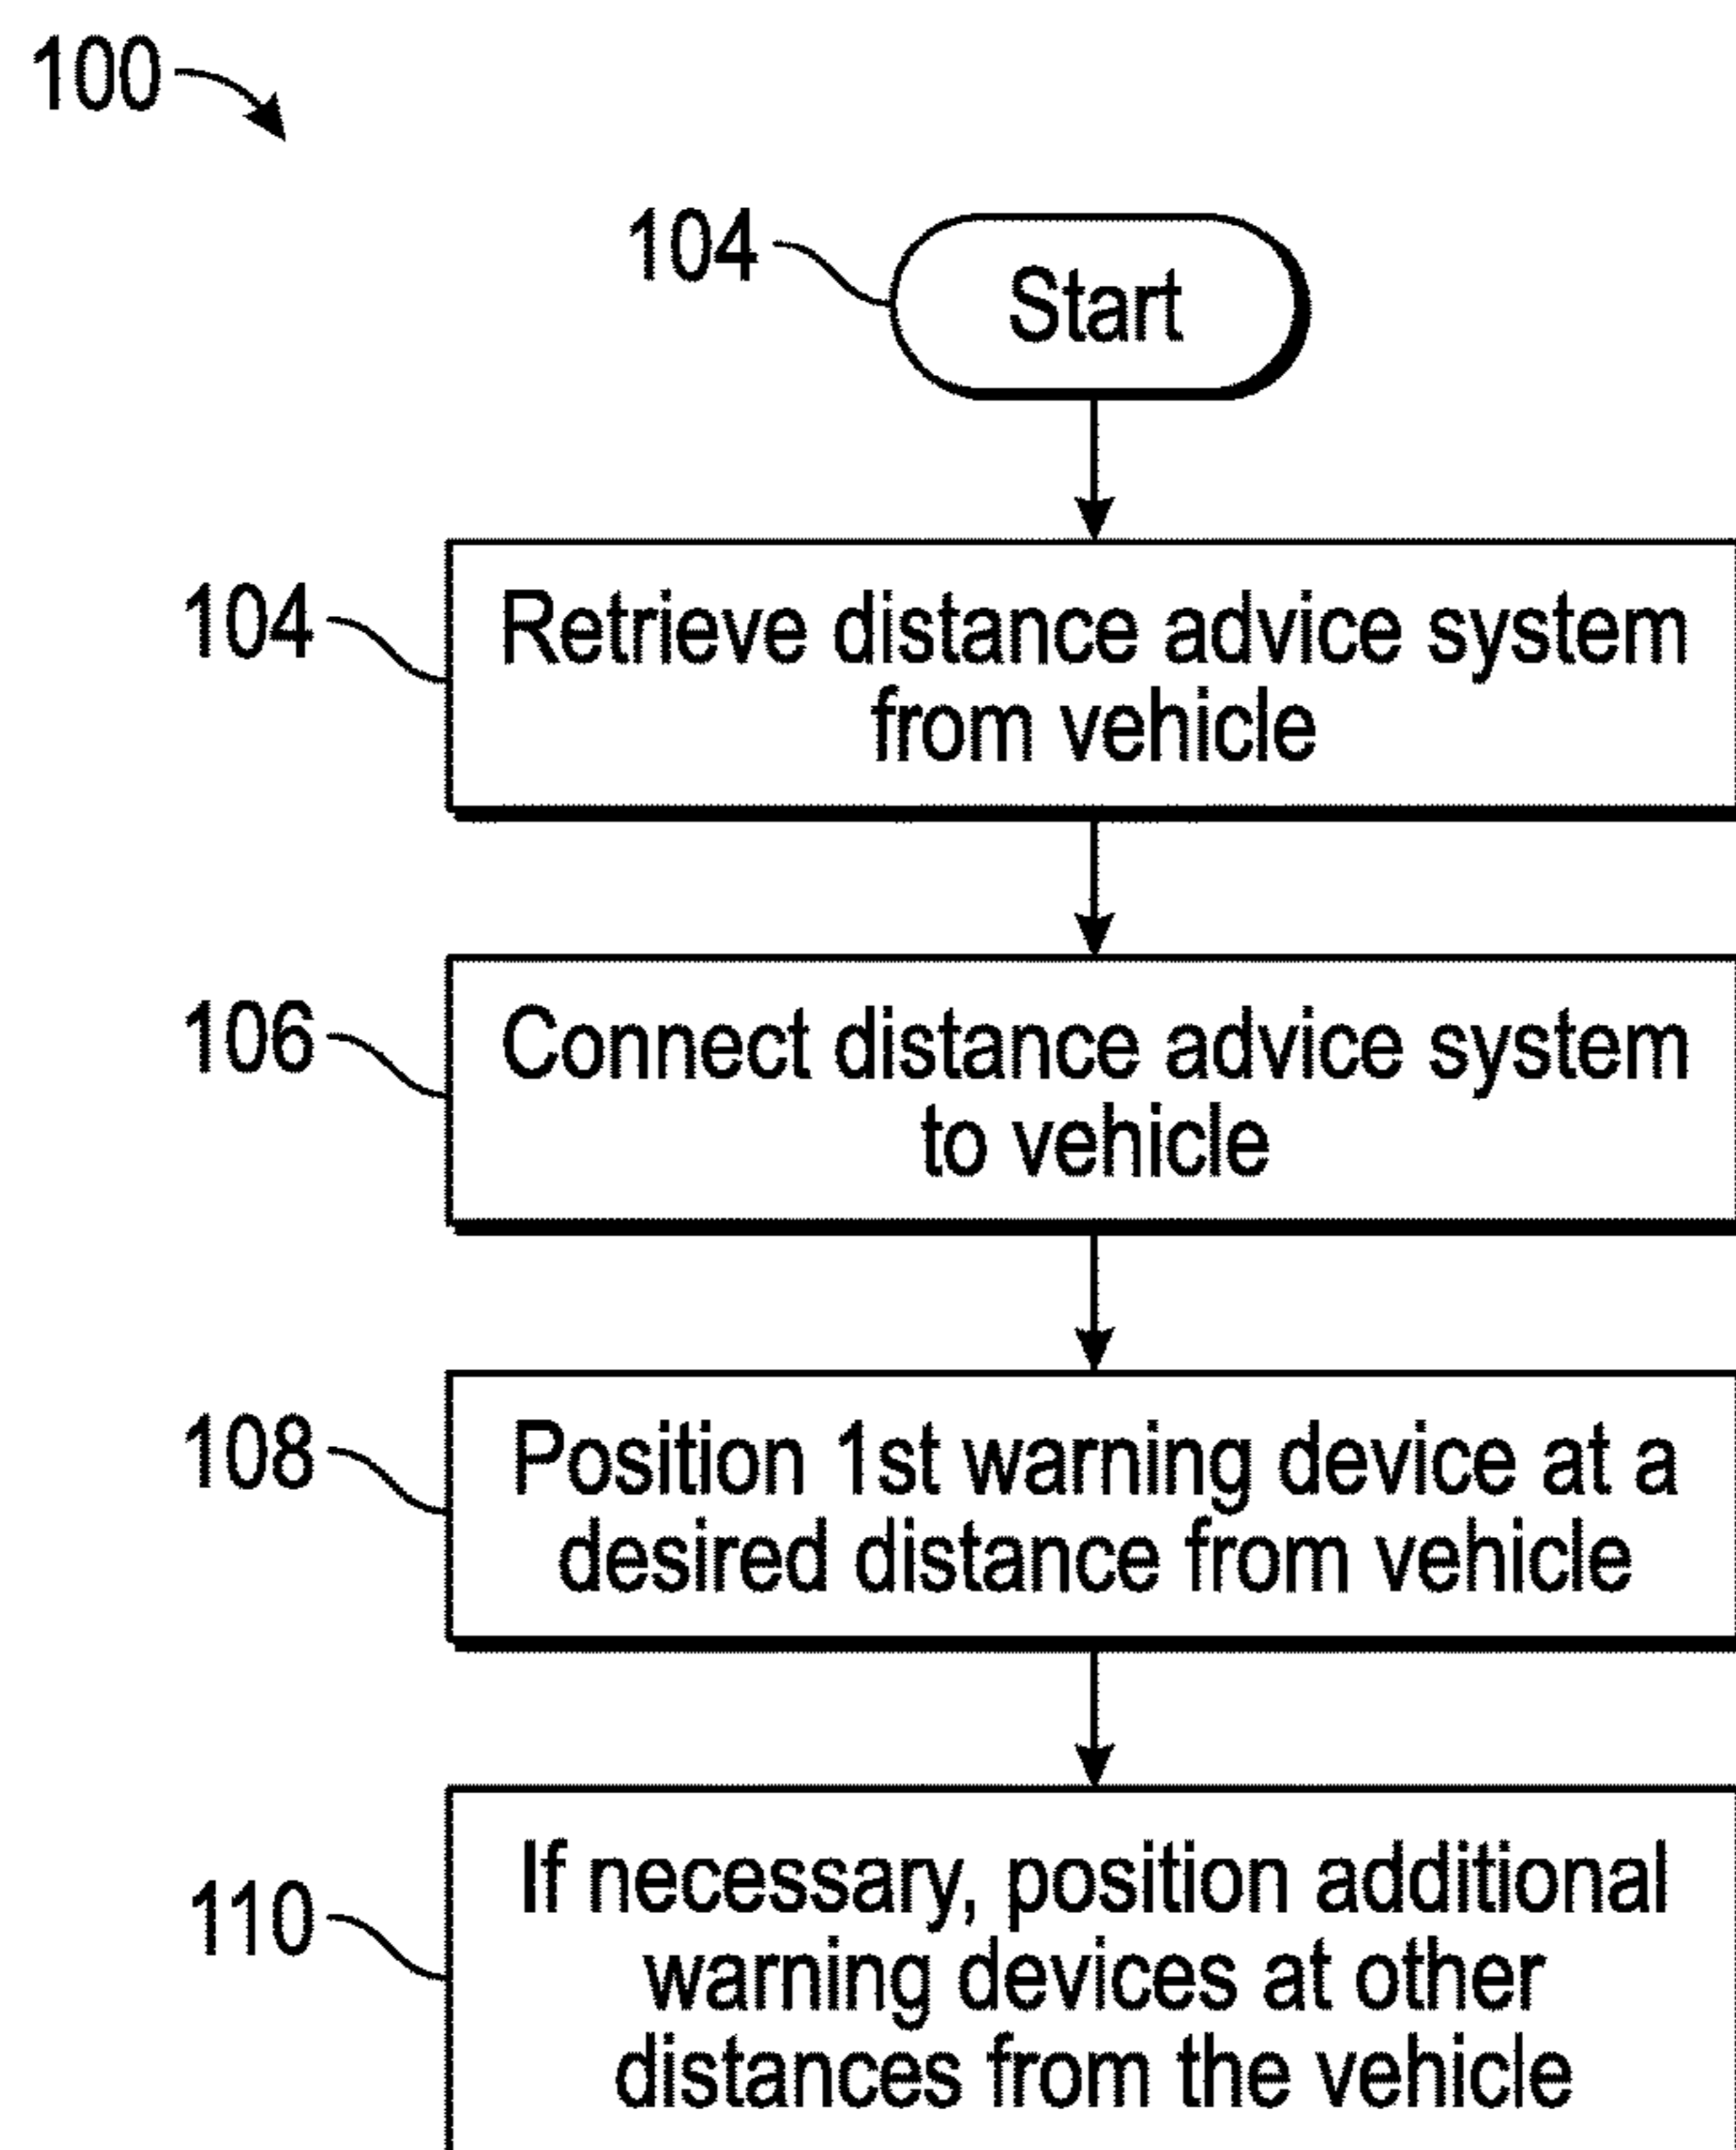 100
104
Start
104
Retrieve distance advice system
from vehicle
106
Connect distance advice system
to vehicle
108
Position 1st warning device at a
desired distance from vehicle
110
If necessary, position additional
warning devices at other
distances from the vehicle